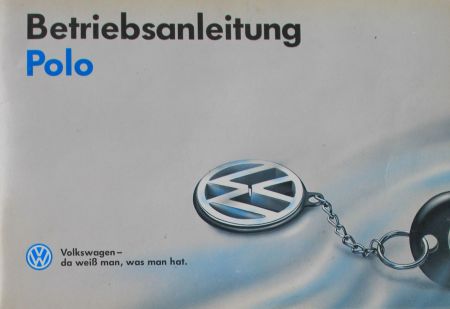 Betriebsanleitung
Polo
Volkswagen –
da weiß man, was man hat.